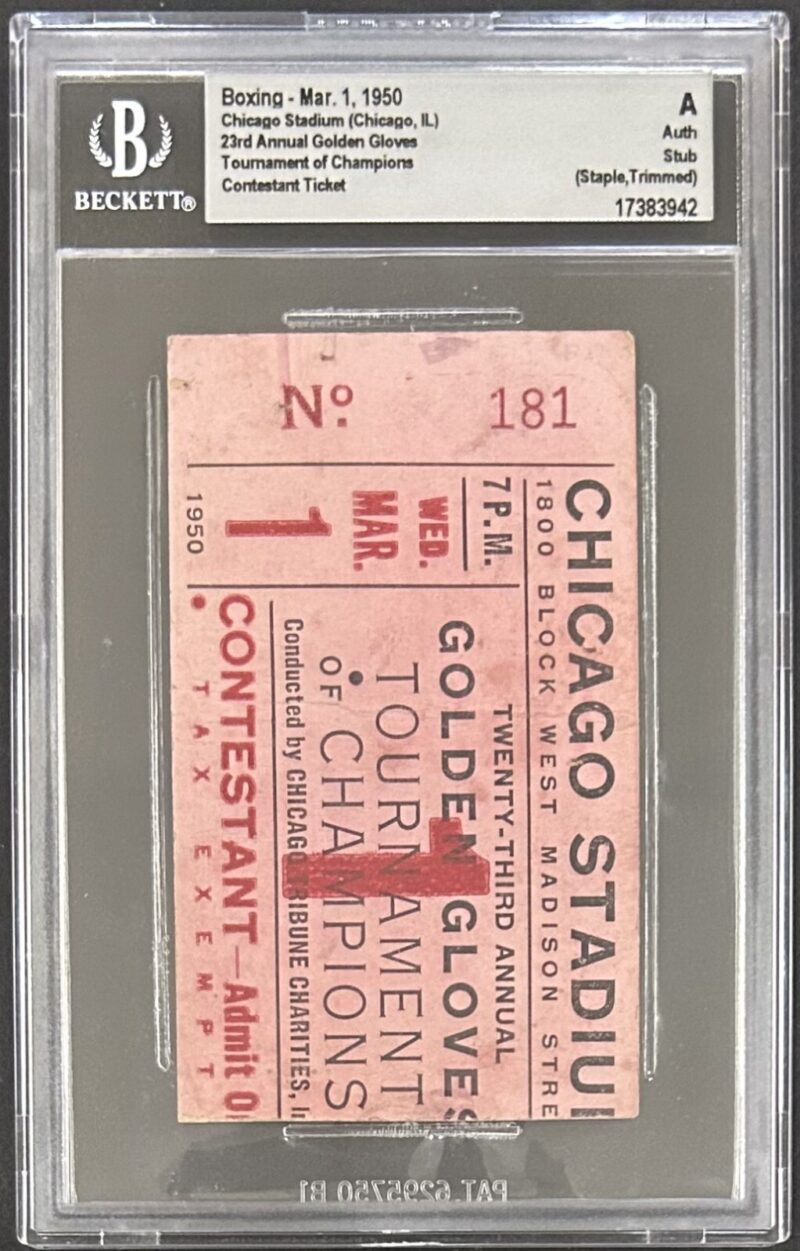 B
BECKETT®
Boxing - Mar. 1, 1950
Chicago Stadium (Chicago, IL)
23rd Annual Golden Gloves
Tournament of Champions
Contestant Ticket
A
Auth
Stub
(Staple,Trimmed)
17383942
Nº. 181
CHICAGO STADIU
1800 BLOCK WEST MADISON STRE
7 P.M.
WED.
MAR.
1
1950
TWENTY-THIRD ANNUAL
GOLDEN GLOVES
TOURNAMENT
OF CHAMPIONS
1
Conducted by CHICAGO TRIBUNE CHARITIES, I
CONTESTANT—Admit O
• TAX EXEMPT
PAT. 6295750 B1